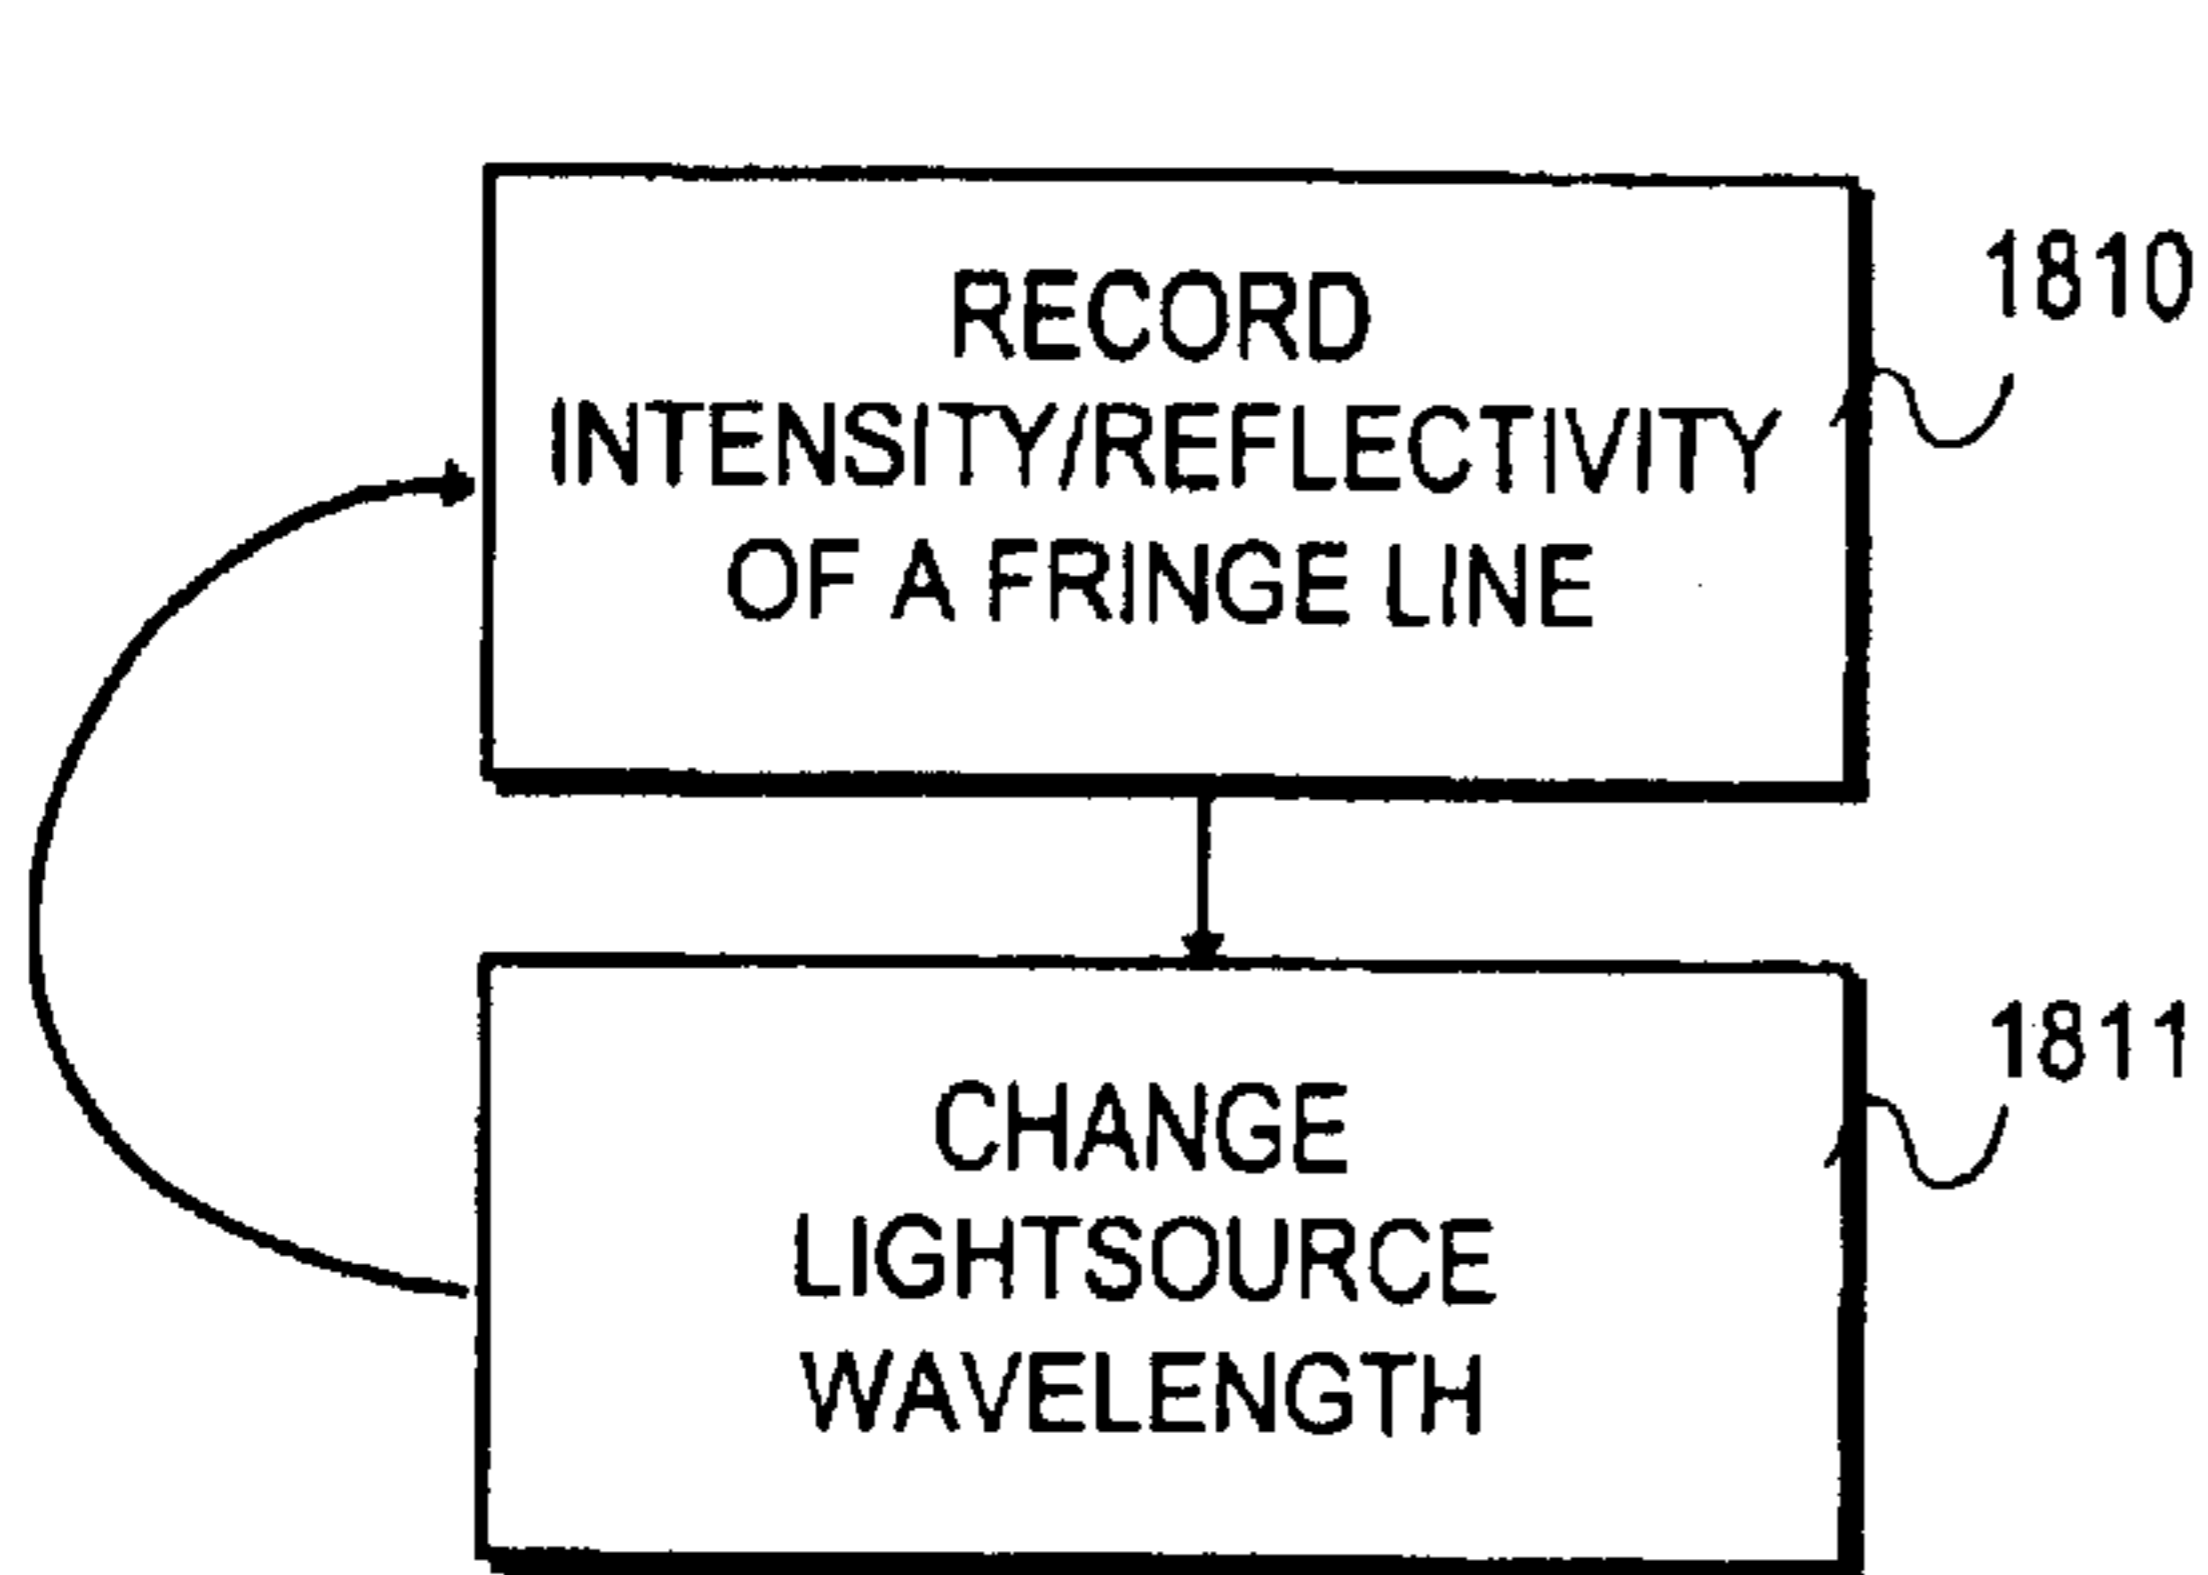 RECORD
INTENSITY/REFLECTIVITY
OF A FRINGE LINE
1810
CHANGE
LIGHTSOURCE
WAVELENGTH
1811